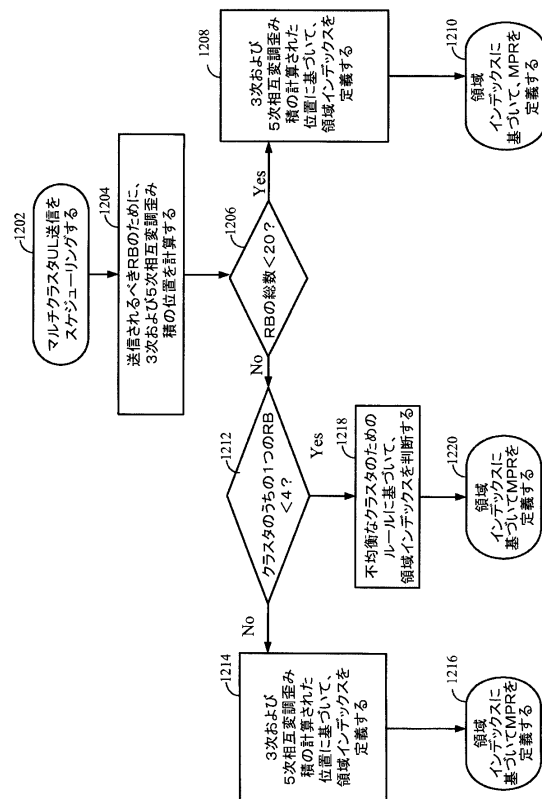 1202
マルチクラスタUL送信を
スケジューリングする
1204
送信されるべきRBのために、
3次および5次相互変調歪み
積の位置を計算する
1206
RBの総数<20?
Yes
1208
3次および
5次相互変調歪み
積の計算された
位置に基づいて、
領域インデックスを
定義する
1210
領域
インデックスに
基づいて、MPRを
定義する
No
1212
クラスタのうちの1つのRB
<4?
Yes
1218
不均衡なクラスタのための
ルールに基づいて、
領域インデックスを判断する
1220
領域
インデックスに
基づいてMPRを
定義する
No
1214
3次および
5次相互変調歪み
積の計算された
位置に基づいて、
領域インデックスを
定義する
1216
領域
インデックスに
基づいてMPRを
定義する